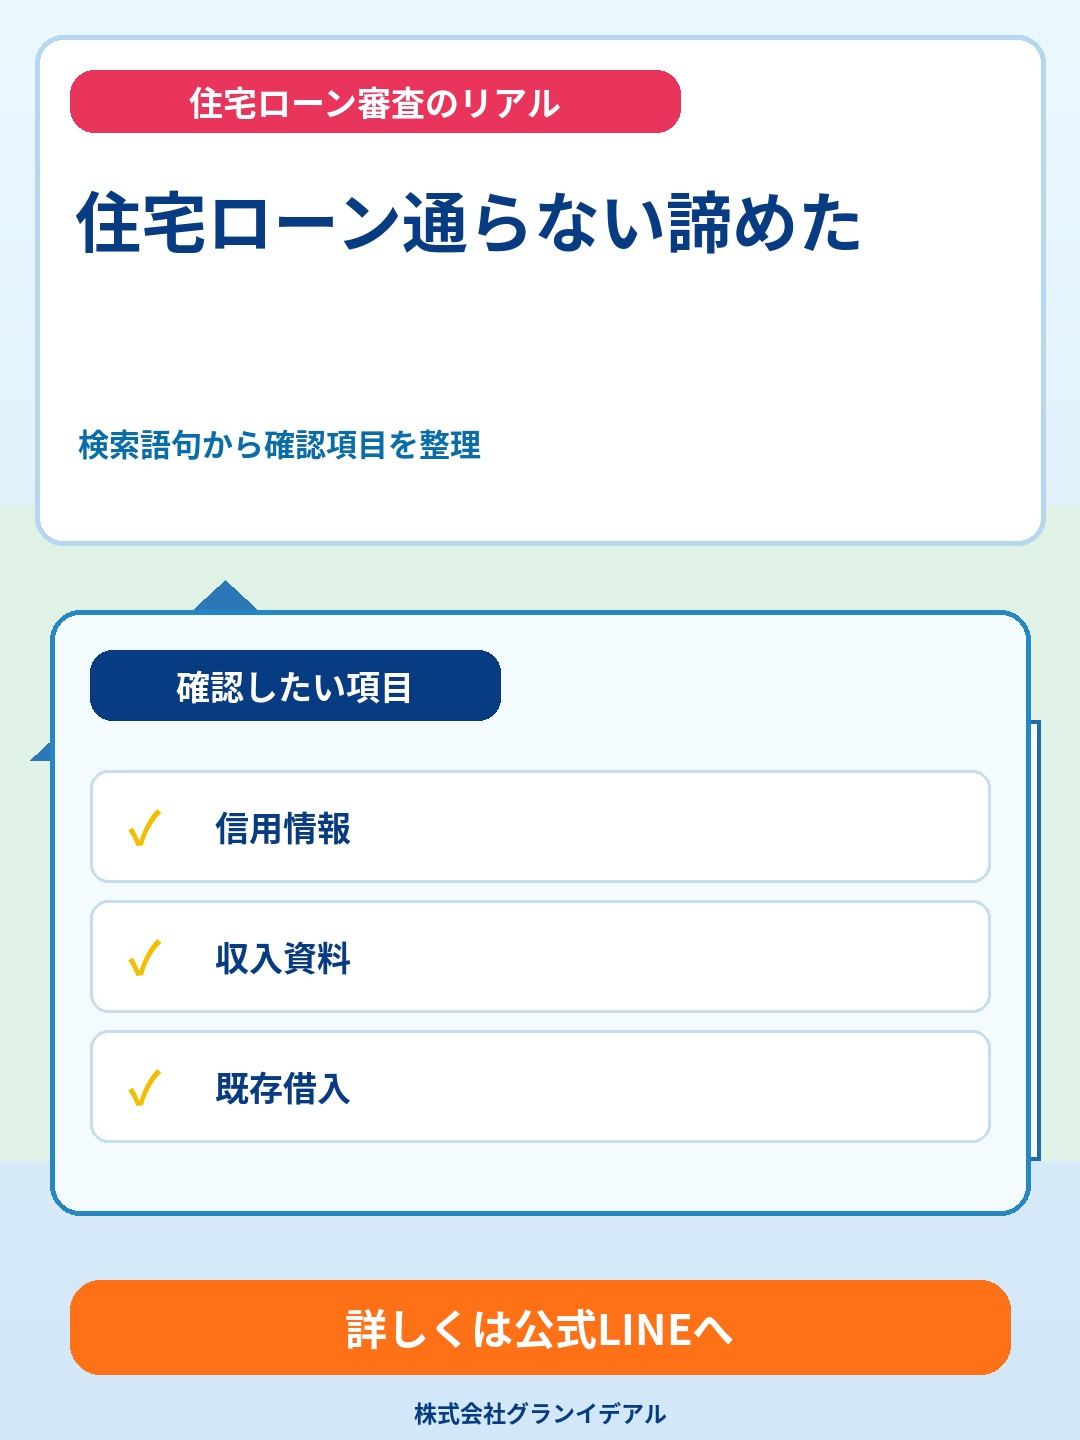 住宅ローン審査のリアル
住宅ローン通らない諦めた
検索語句から確認項目を整理
確認したい項目
✓ 信用情報
✓ 収入資料
✓ 既存借入
詳しくは公式LINEへ
株式会社グランイデアル